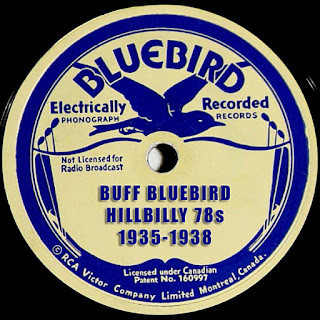 BLUEBIRD
Electrically Recorded
PHONOGRAPH RECORDS
Not Licensed for
Radio Broadcast
BUFF BLUEBIRD
HILLBILLY 78s
1935-1938
Licensed under Canadian
Patent No. 160997
© RCA Victor Company Limited Montreal, Canada.